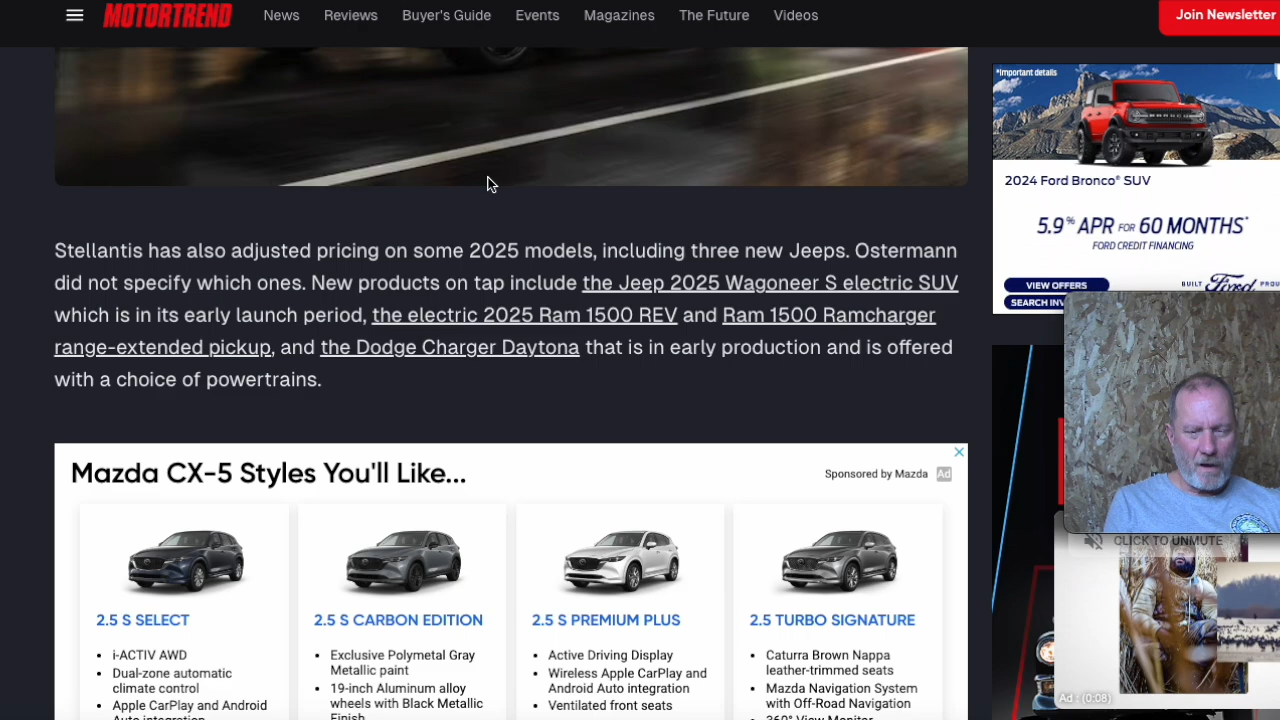 MOTORTREND News Reviews Buyer's Guide Events Magazines The Future Videos Join Newsletter
Stellantis has also adjusted pricing on some 2025 models, including three new Jeeps. Ostermann
did not specify which ones. New products on tap include the Jeep 2025 Wagoneer S electric SUV
which is in its early launch period, the electric 2025 Ram 1500 REV and Ram 1500 Ramcharger
range-extended pickup, and the Dodge Charger Daytona that is in early production and is offered
with a choice of powertrains.
Mazda CX-5 Styles You'll Like...
Sponsored by Mazda Ad
2.5 S SELECT
• i-ACTIV AWD
• Dual-zone automatic
climate control
• Apple CarPlay and Android
Auto integration
2.5 S CARBON EDITION
• Exclusive Polymetal Gray
Metallic paint
• 19-inch Aluminum alloy
wheels with Black Metallic
Finish
2.5 S PREMIUM PLUS
• Active Driving Display
• Wireless Apple CarPlay and
Android Auto integration
• Ventilated front seats
2.5 TURBO SIGNATURE
• Caturra Brown Nappa
leather-trimmed seats
• Mazda Navigation System
with Off-Road Navigation
• 360° View Monitor
*Important details
BRONCO
2024 Ford Bronco® SUV
5.9% APR FOR 60 MONTHS*
FORD CREDIT FINANCING
VIEW OFFERS
SEARCH
BUILT Ford
CLICK TO UNMUTE
Ad : (0:08)